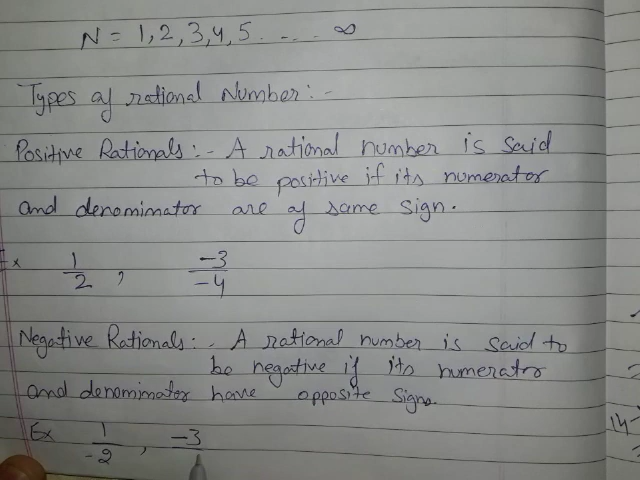 N = 1, 2, 3, 4, 5 . . . . . ∞
Types of rational Number :-
Positive Rationals :- A rational number is said
to be positive if its numerator
and denominator are of same sign.
Ex 1/2 , -3/-4
Negative Rationals :- A rational number is said to
be negative if its numerator
and denominator have opposite signs.
Ex 1/-2 , -3/
14